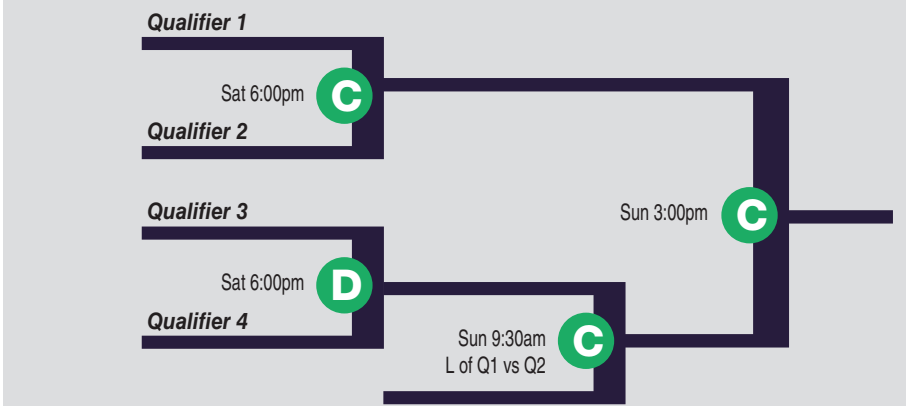 Qualifier 1
Sat 6:00pm C
Qualifier 2
Qualifier 3
Sun 3:00pm C
Sat 6:00pm D
Qualifier 4
Sun 9:30am C
L of Q1 vs Q2